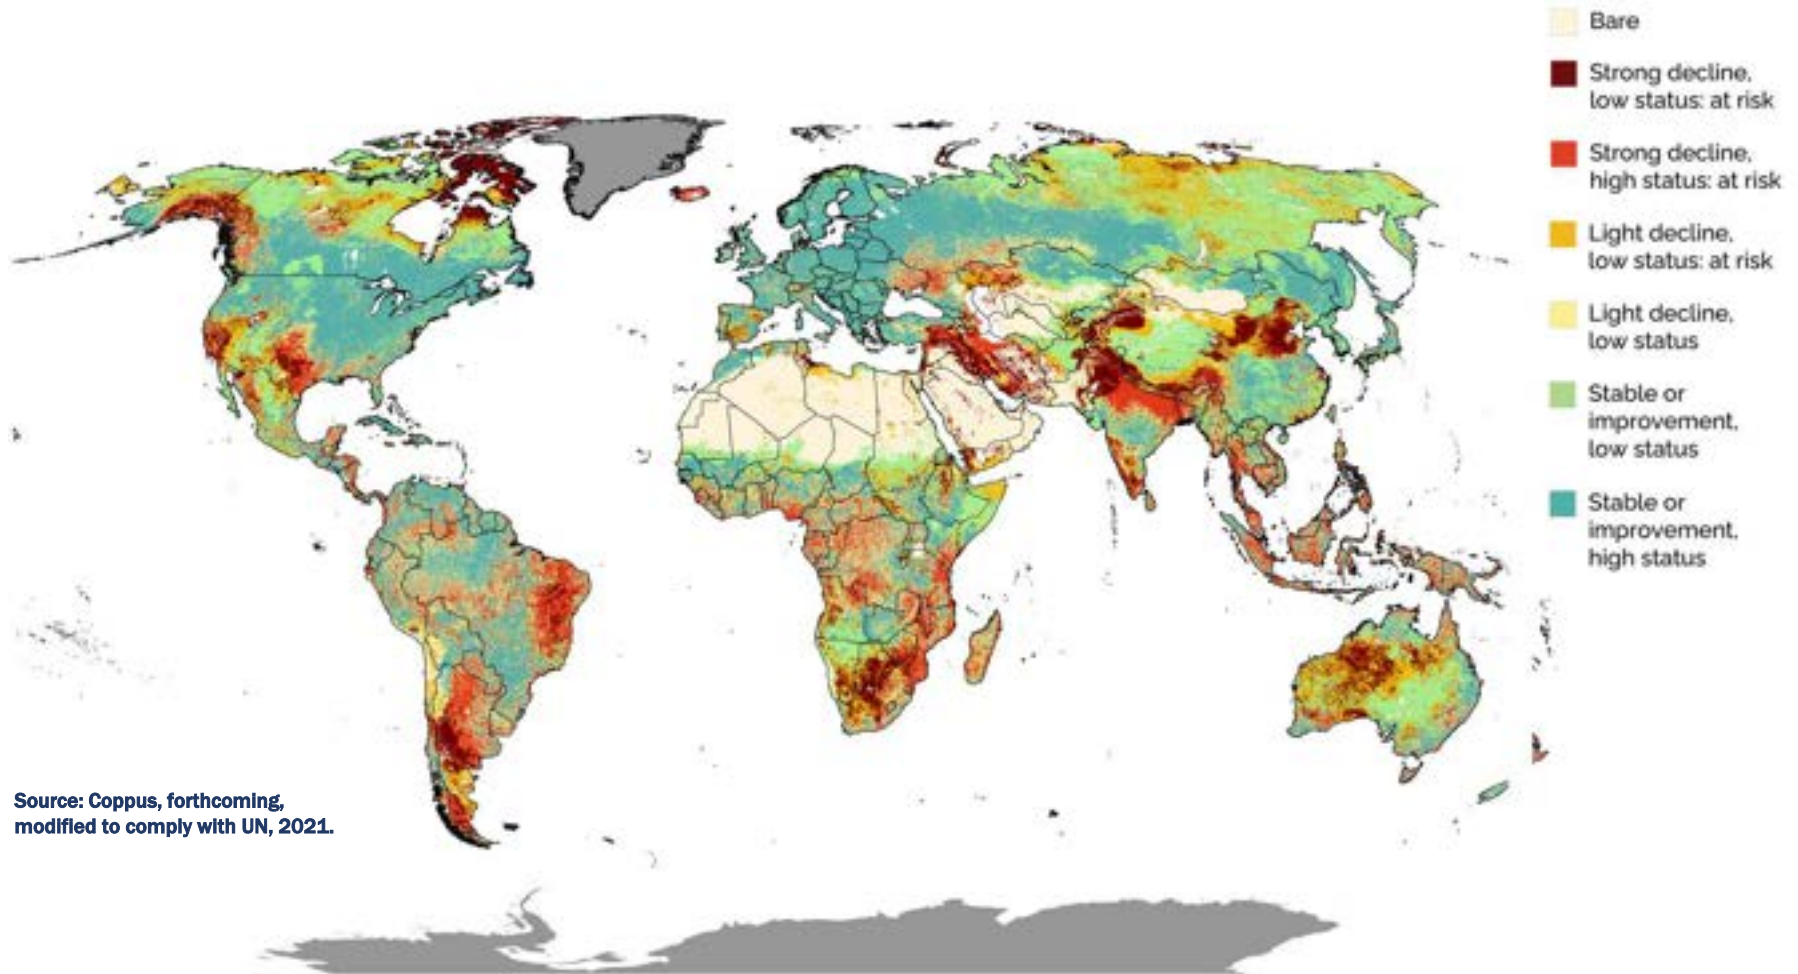 Bare
Strong decline,
low status: at risk
Strong decline,
high status: at risk
Light decline,
low status: at risk
Light decline,
low status
Stable or
improvement,
low status
Stable or
improvement,
high status
Source: Coppus, forthcoming,
modified to comply with UN, 2021.